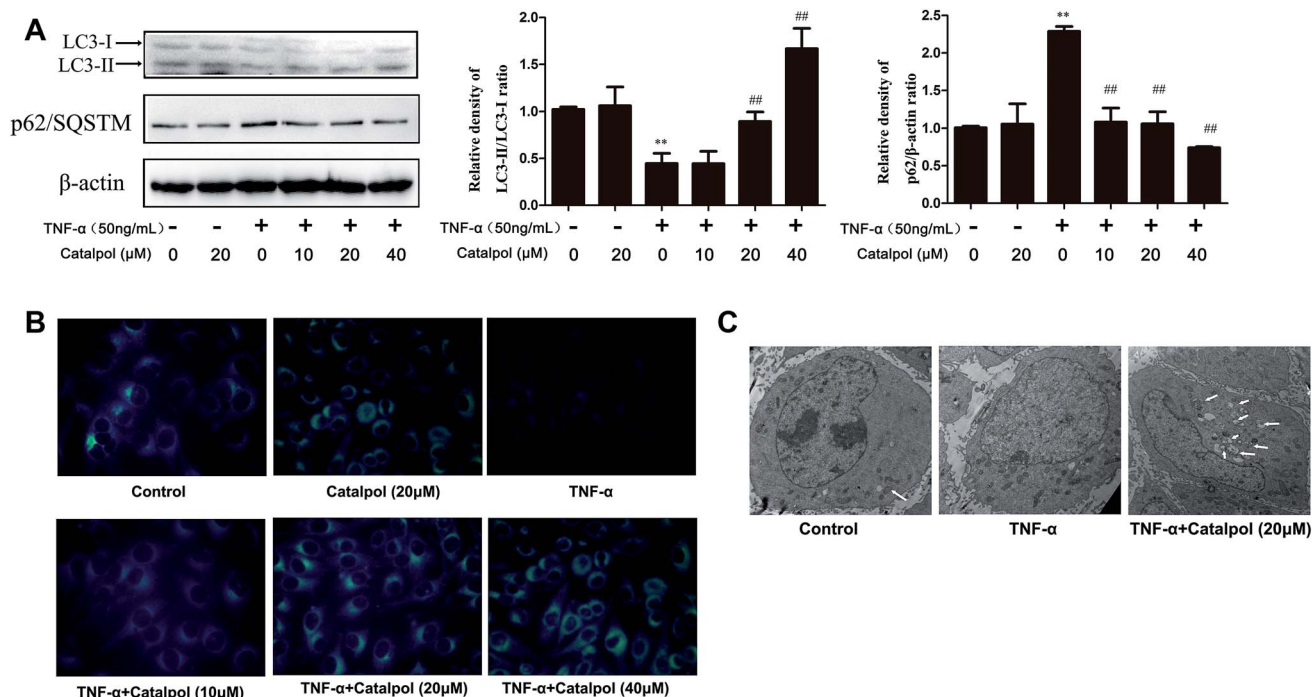 A
LC3-I
LC3-II
p62/SQSTM
β-actin
TNF-α（50ng/mL） - - + + + +
Catalpol (μM) 0 20 0 10 20 40
Relative density of
LC3-II/LC3-I ratio
2.0
1.5
1.0
0.5
0.0
**
##
##
TNF-α（50ng/mL） - - + + + +
Catalpol (μM) 0 20 0 10 20 40
Relative density of
p62/β-actin ratio
2.5
2.0
1.5
1.0
0.5
0.0
**
##
##
##
TNF-α（50ng/mL） - - + + + +
Catalpol (μM) 0 20 0 10 20 40
B
Control
Catalpol (20μM)
TNF-α
TNF-α+Catalpol (10μM)
TNF-α+Catalpol (20μM)
TNF-α+Catalpol (40μM)
C
Control
TNF-α
TNF-α+Catalpol (20μM)